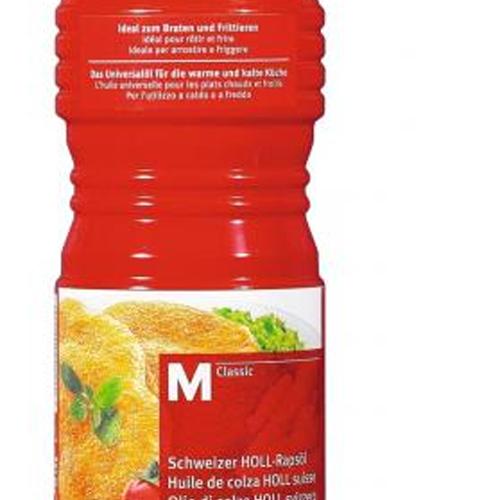 Ideal zum Braten und Frittieren
Idéal pour rôtir et frire
Ideale per arrostire e friggere
Das Universalöl für die warme und kalte Küche
L'huile universelle pour les plats chauds et froids
Per l'utilizzo a caldo e a freddo
M Classic
Schweizer HOLL-Rapsöl
Huile de colza HOLL suisse
Olio di colza HOLL svizzero